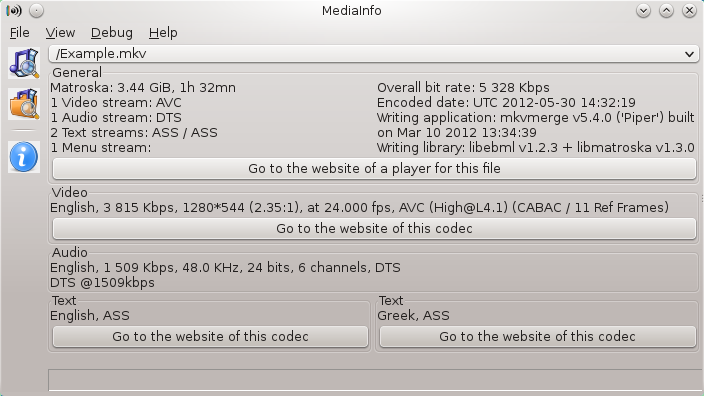 MediaInfo
File View Debug Help
/Example.mkv
General
Matroska: 3.44 GiB, 1h 32mn
1 Video stream: AVC
1 Audio stream: DTS
2 Text streams: ASS / ASS
1 Menu stream:
Overall bit rate: 5 328 Kbps
Encoded date: UTC 2012-05-30 14:32:19
Writing application: mkvmerge v5.4.0 ('Piper') built
on Mar 10 2012 13:34:39
Writing library: libebml v1.2.3 + libmatroska v1.3.0
Go to the website of a player for this file
Video
English, 3 815 Kbps, 1280*544 (2.35:1), at 24.000 fps, AVC (High@L4.1) (CABAC / 11 Ref Frames)
Go to the website of this codec
Audio
English, 1 509 Kbps, 48.0 KHz, 24 bits, 6 channels, DTS
DTS @1509kbps
Text
English, ASS
Go to the website of this codec
Text
Greek, ASS
Go to the website of this codec